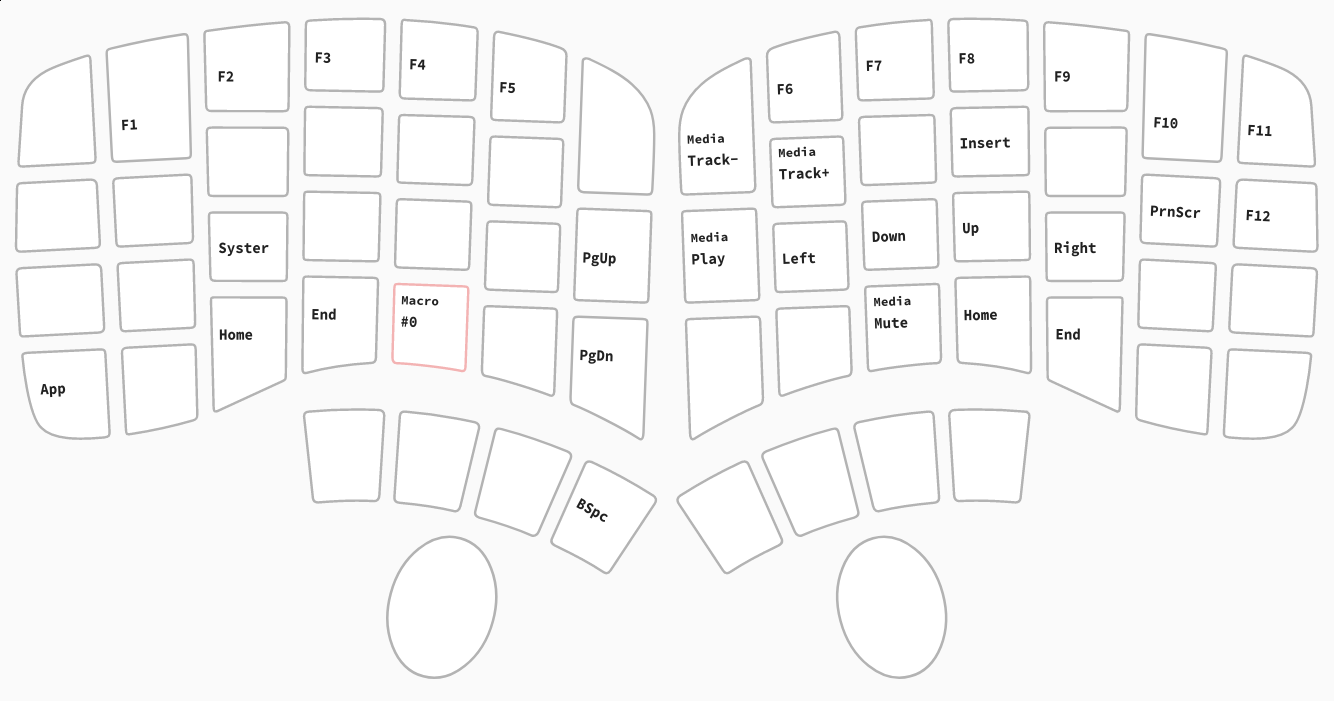 F1
F2
F3
F4
F5
Syster
PgUp
Home
End
Macro
#0
PgDn
App
BSpc
Media
Track−
F6
F7
F8
F9
F10
F11
Media
Track+
Insert
PrnScr
F12
Media
Play
Left
Down
Up
Right
Media
Mute
Home
End